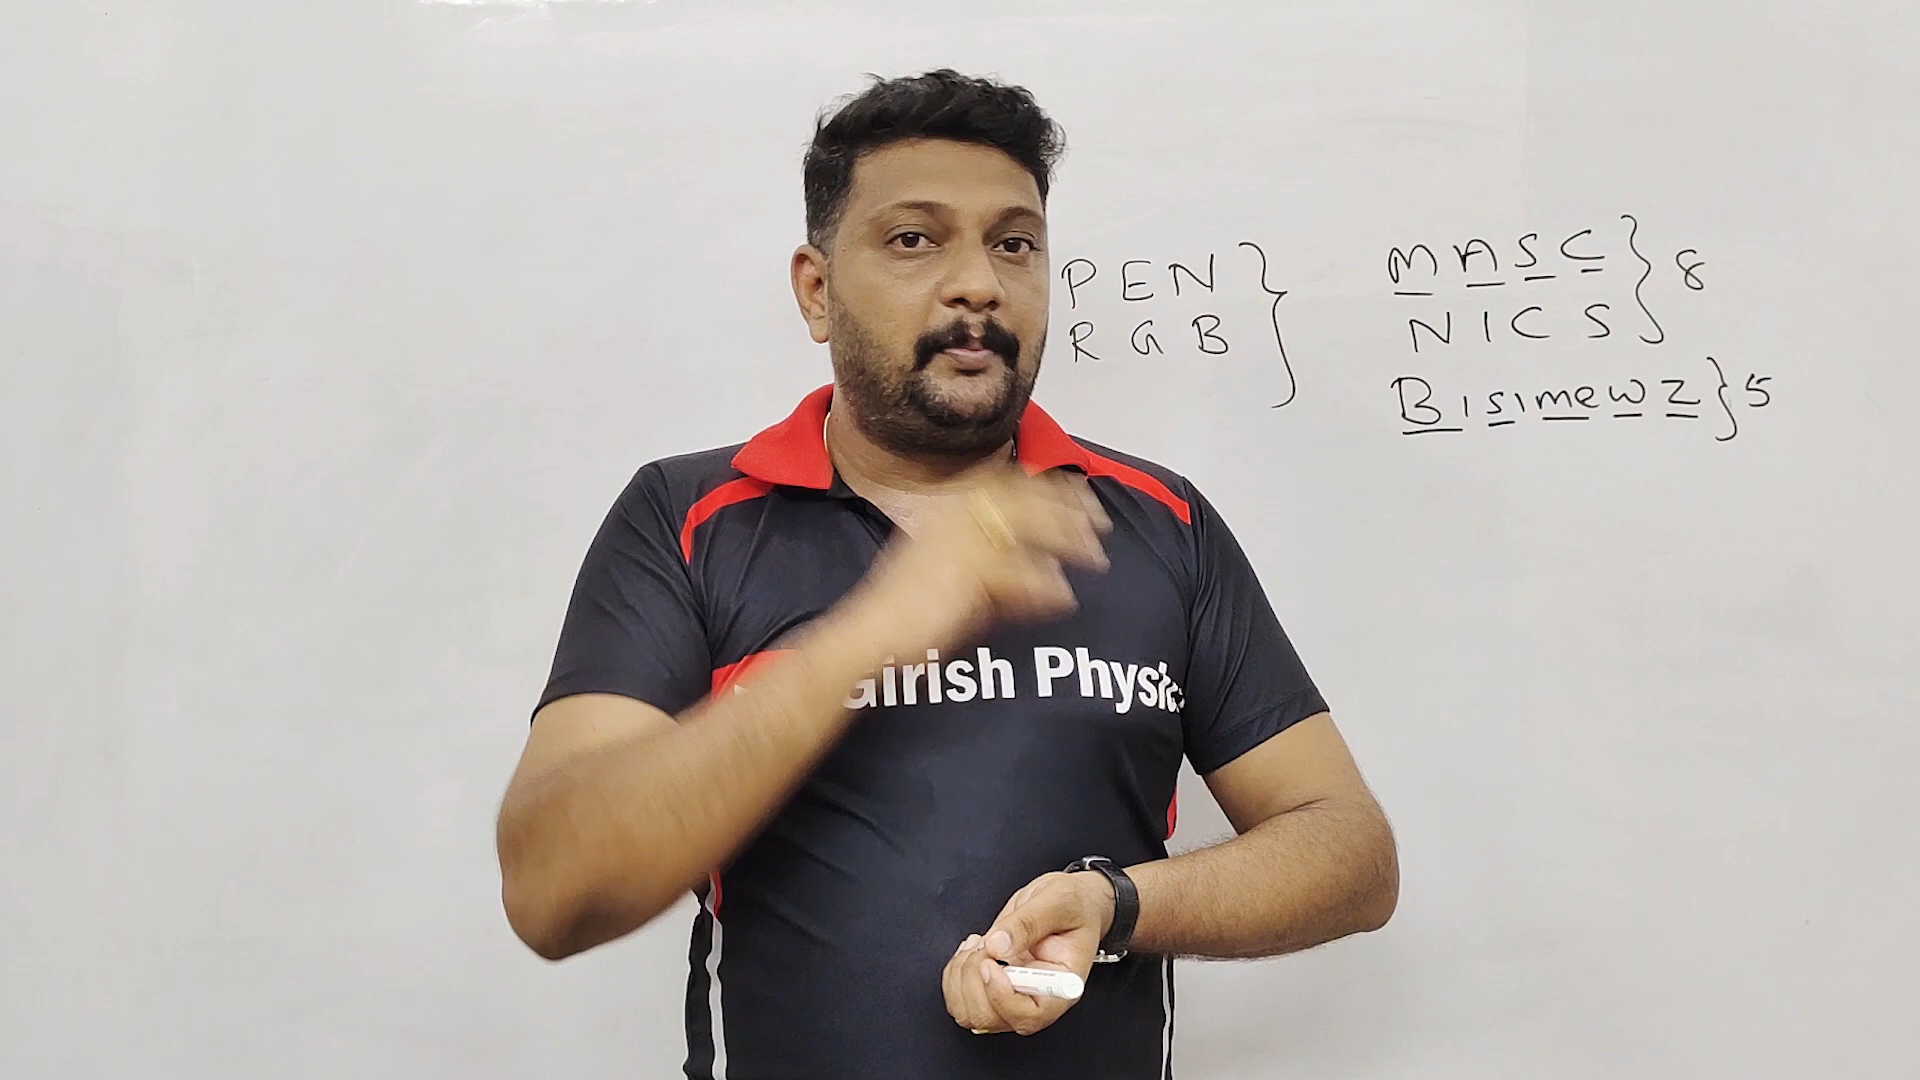 PEN
RGB
MASC } 8
NICS
BISIMEWZ } 5
Girish Physics